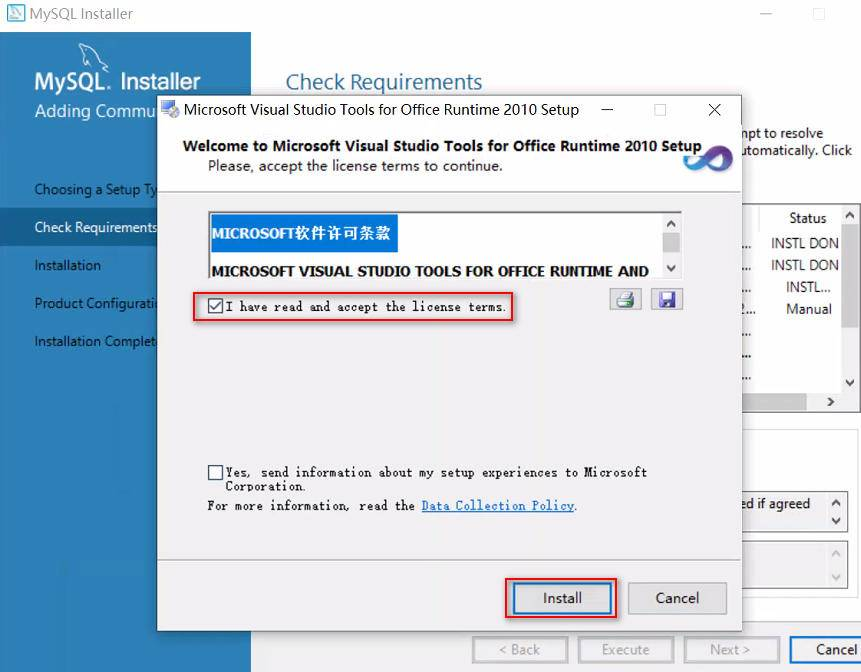 MySQL Installer
MySQL. Installer
Adding Commu
Choosing a Setup Ty
Check Requirements
Installation
Product Configurati
Installation Complet
Check Requirements
mpt to resolve
utomatically. Click
Status
... INSTL DON
... INSTL DON
INSTL...
2... Manual
...
...
...
ed if agreed
< Back
Execute
Next >
Cancel
Microsoft Visual Studio Tools for Office Runtime 2010 Setup
Welcome to Microsoft Visual Studio Tools for Office Runtime 2010 Setup
Please, accept the license terms to continue.
MICROSOFT软件许可条款
MICROSOFT VISUAL STUDIO TOOLS FOR OFFICE RUNTIME AND
I have read and accept the license terms.
Yes, send information about my setup experiences to Microsoft
Corporation.
For more information, read the Data Collection Policy.
Install
Cancel